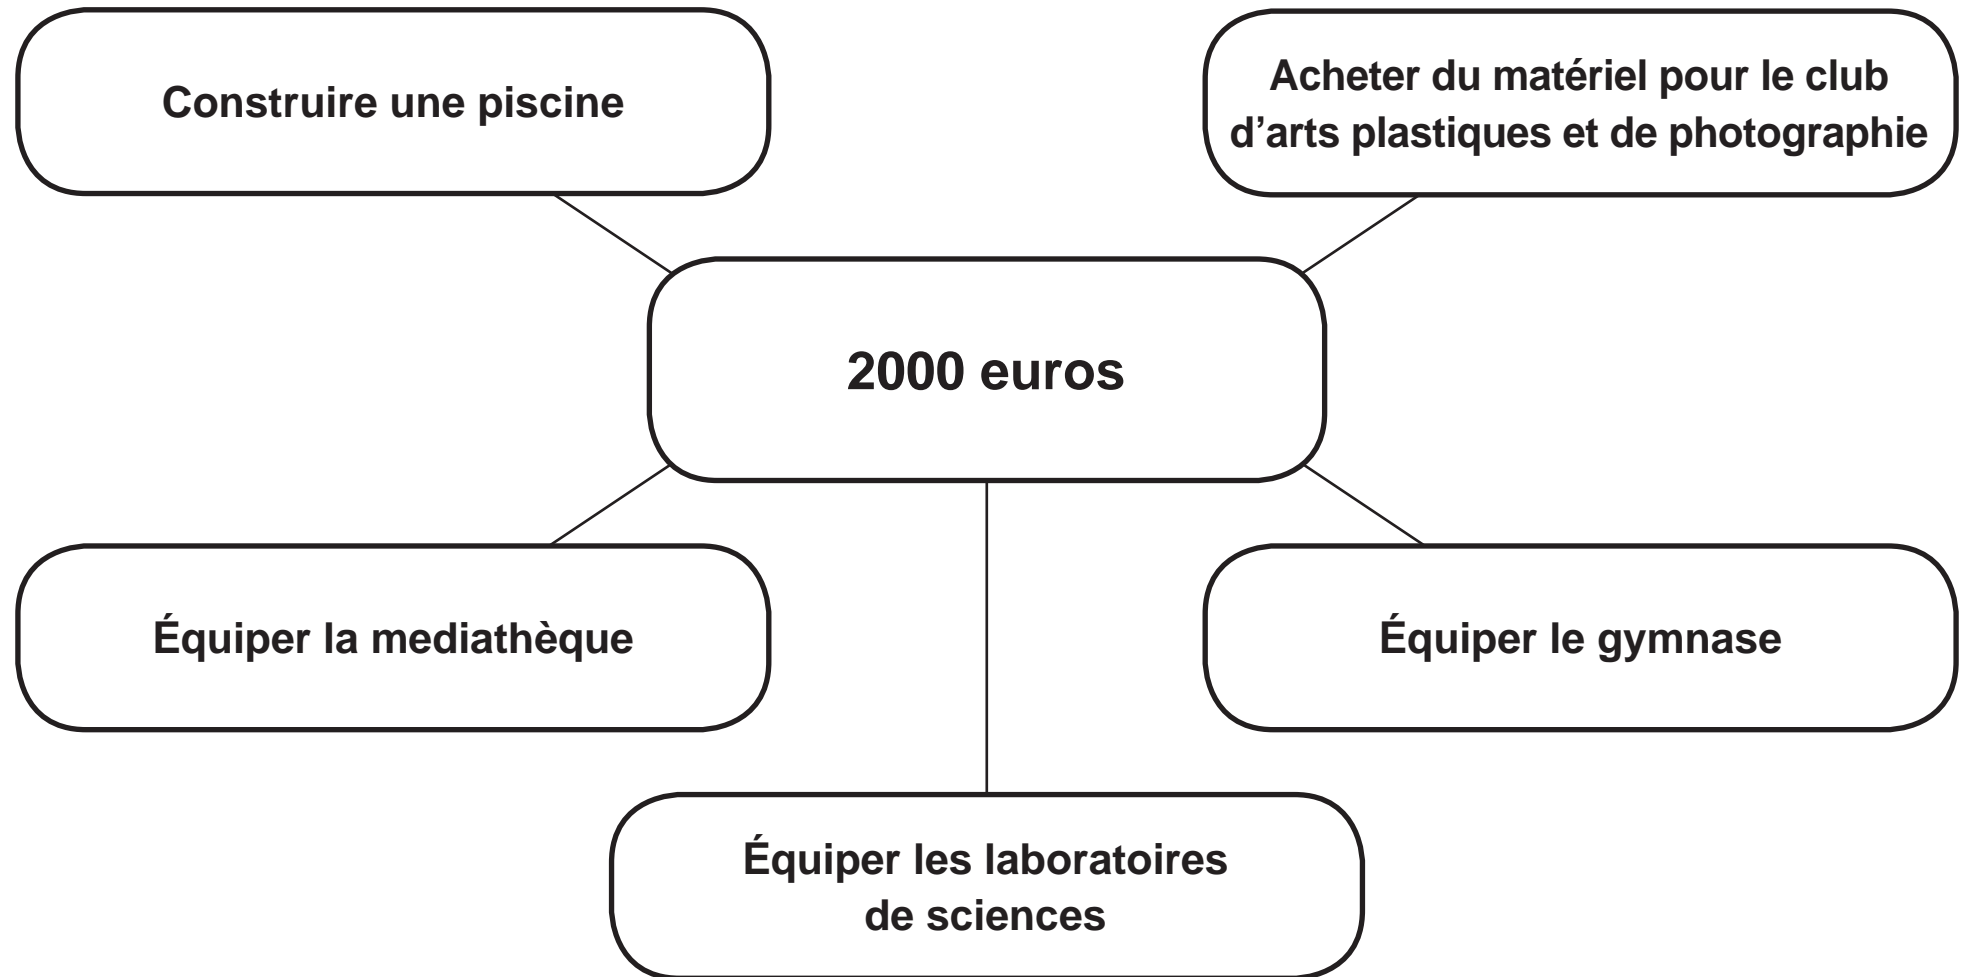 Construire une piscine
Acheter du matériel pour le club
d’arts plastiques et de photographie
2000 euros
Équiper la mediathèque
Équiper le gymnase
Équiper les laboratoires
de sciences